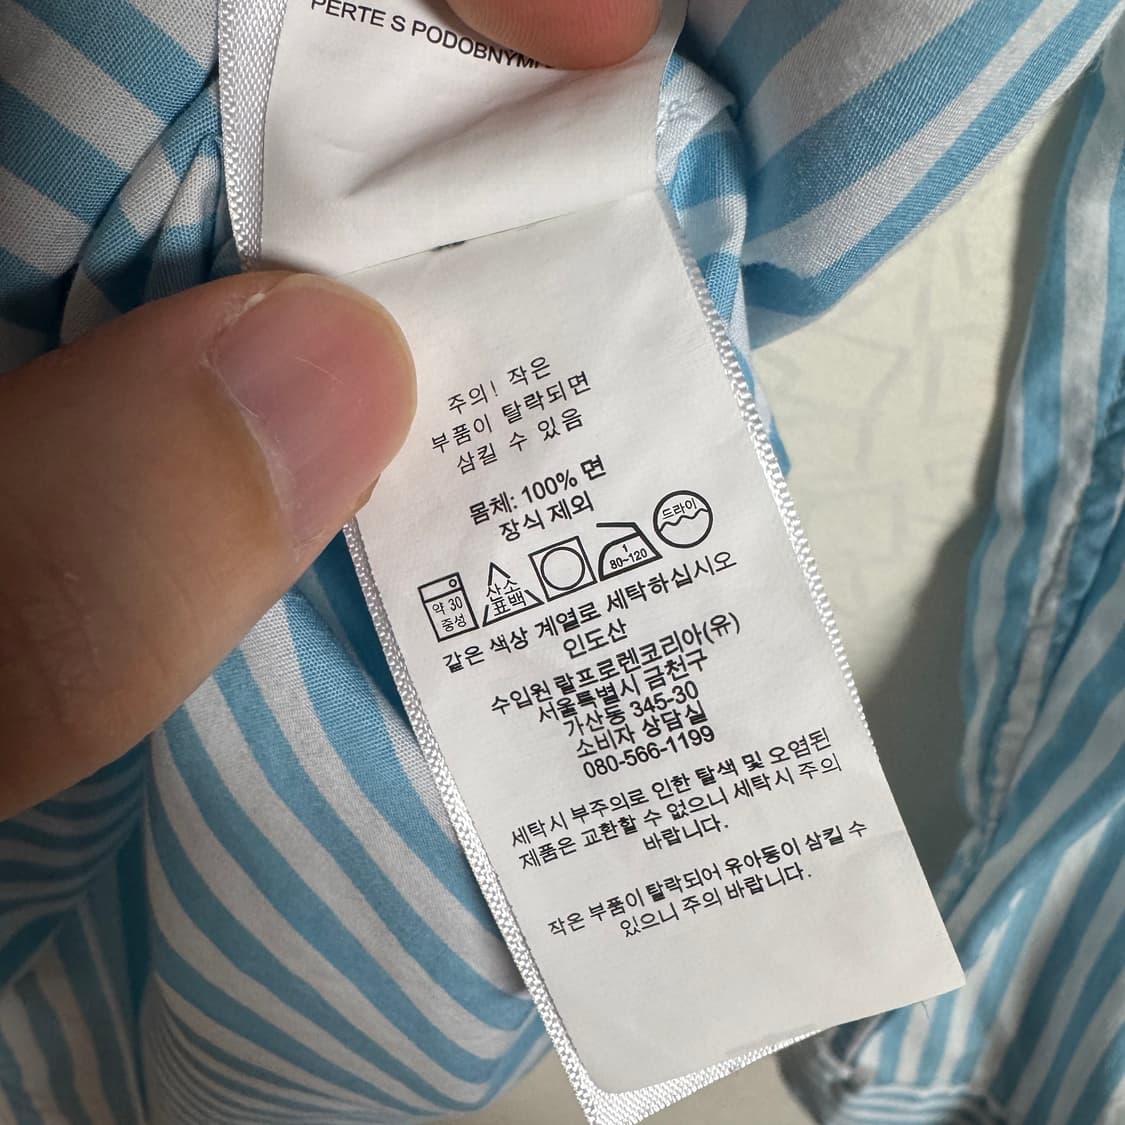 PERTE S PODOBNÝMI
주의! 작은
부품이 탈락되면
삼킬 수 있음
몸체: 100% 면
장식 제외
약 30
중성
산소
표백
1
80~120
드라이
같은 색상 계열로 세탁하십시오
인도산
수입원 랄프로렌코리아(유)
서울특별시 금천구
가산동 345-30
소비자 상담실
080-566-1199
세탁시 부주의로 인한 탈색 및 오염된
제품은 교환할 수 없으니 세탁시 주의
바랍니다.
작은 부품이 탈락되어 유아동이 삼킬 수
있으니 주의 바랍니다.